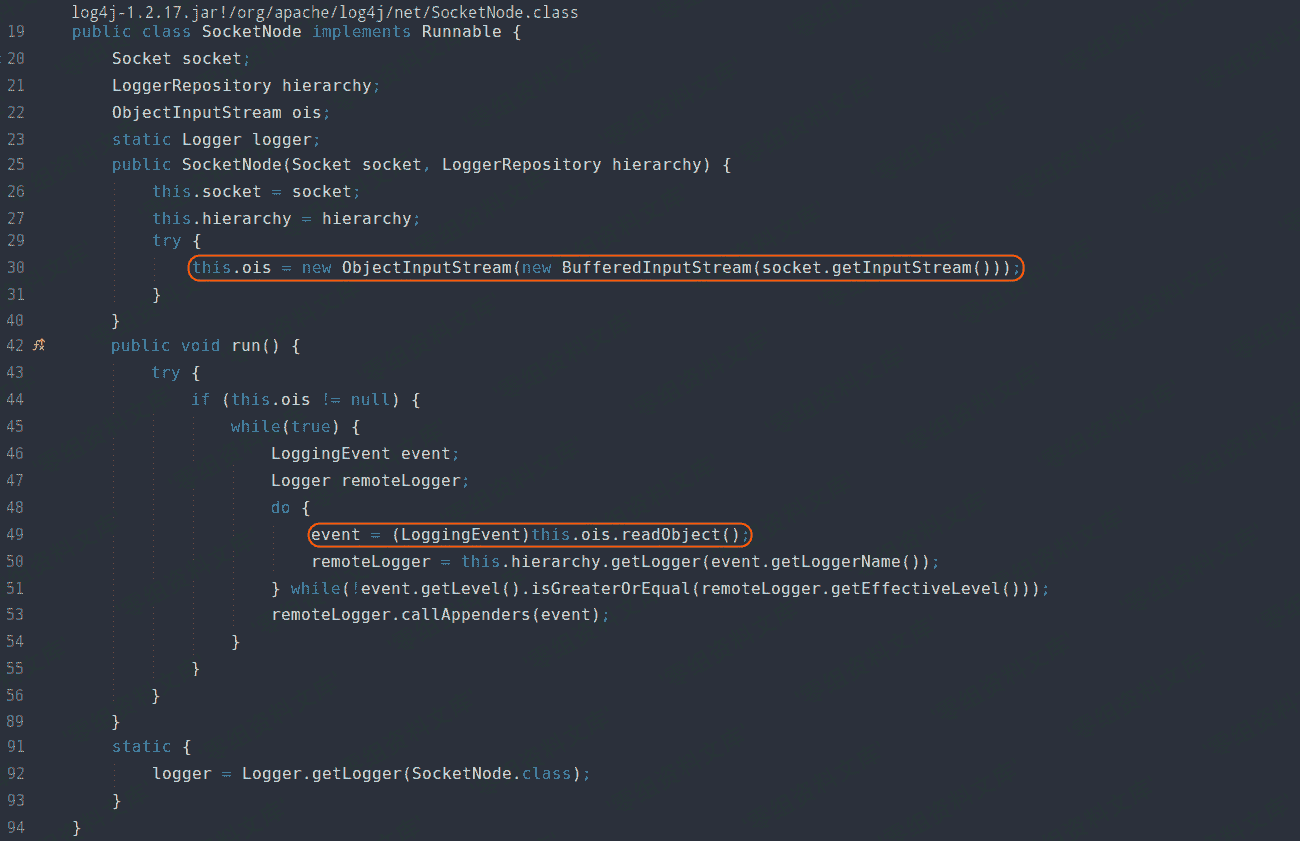 log4j-1.2.17.jar!/org/apache/log4j/net/SocketNode.class
19 public class SocketNode implements Runnable {
20 Socket socket;
21 LoggerRepository hierarchy;
22 ObjectInputStream ois;
23 static Logger logger;
25 public SocketNode(Socket socket, LoggerRepository hierarchy) {
26 this.socket = socket;
27 this.hierarchy = hierarchy;
29 try {
30 this.ois = new ObjectInputStream(new BufferedInputStream(socket.getInputStream()));
31 }
40 }
42 public void run() {
43 try {
44 if (this.ois != null) {
45 while(true) {
46 LoggingEvent event;
47 Logger remoteLogger;
48 do {
49 event = (LoggingEvent)this.ois.readObject();
50 remoteLogger = this.hierarchy.getLogger(event.getLoggerName());
51 } while(!event.getLevel().isGreaterOrEqual(remoteLogger.getEffectiveLevel()));
53 remoteLogger.callAppenders(event);
54 }
55 }
56 }
89 }
91 static {
92 logger = Logger.getLogger(SocketNode.class);
93 }
94 }